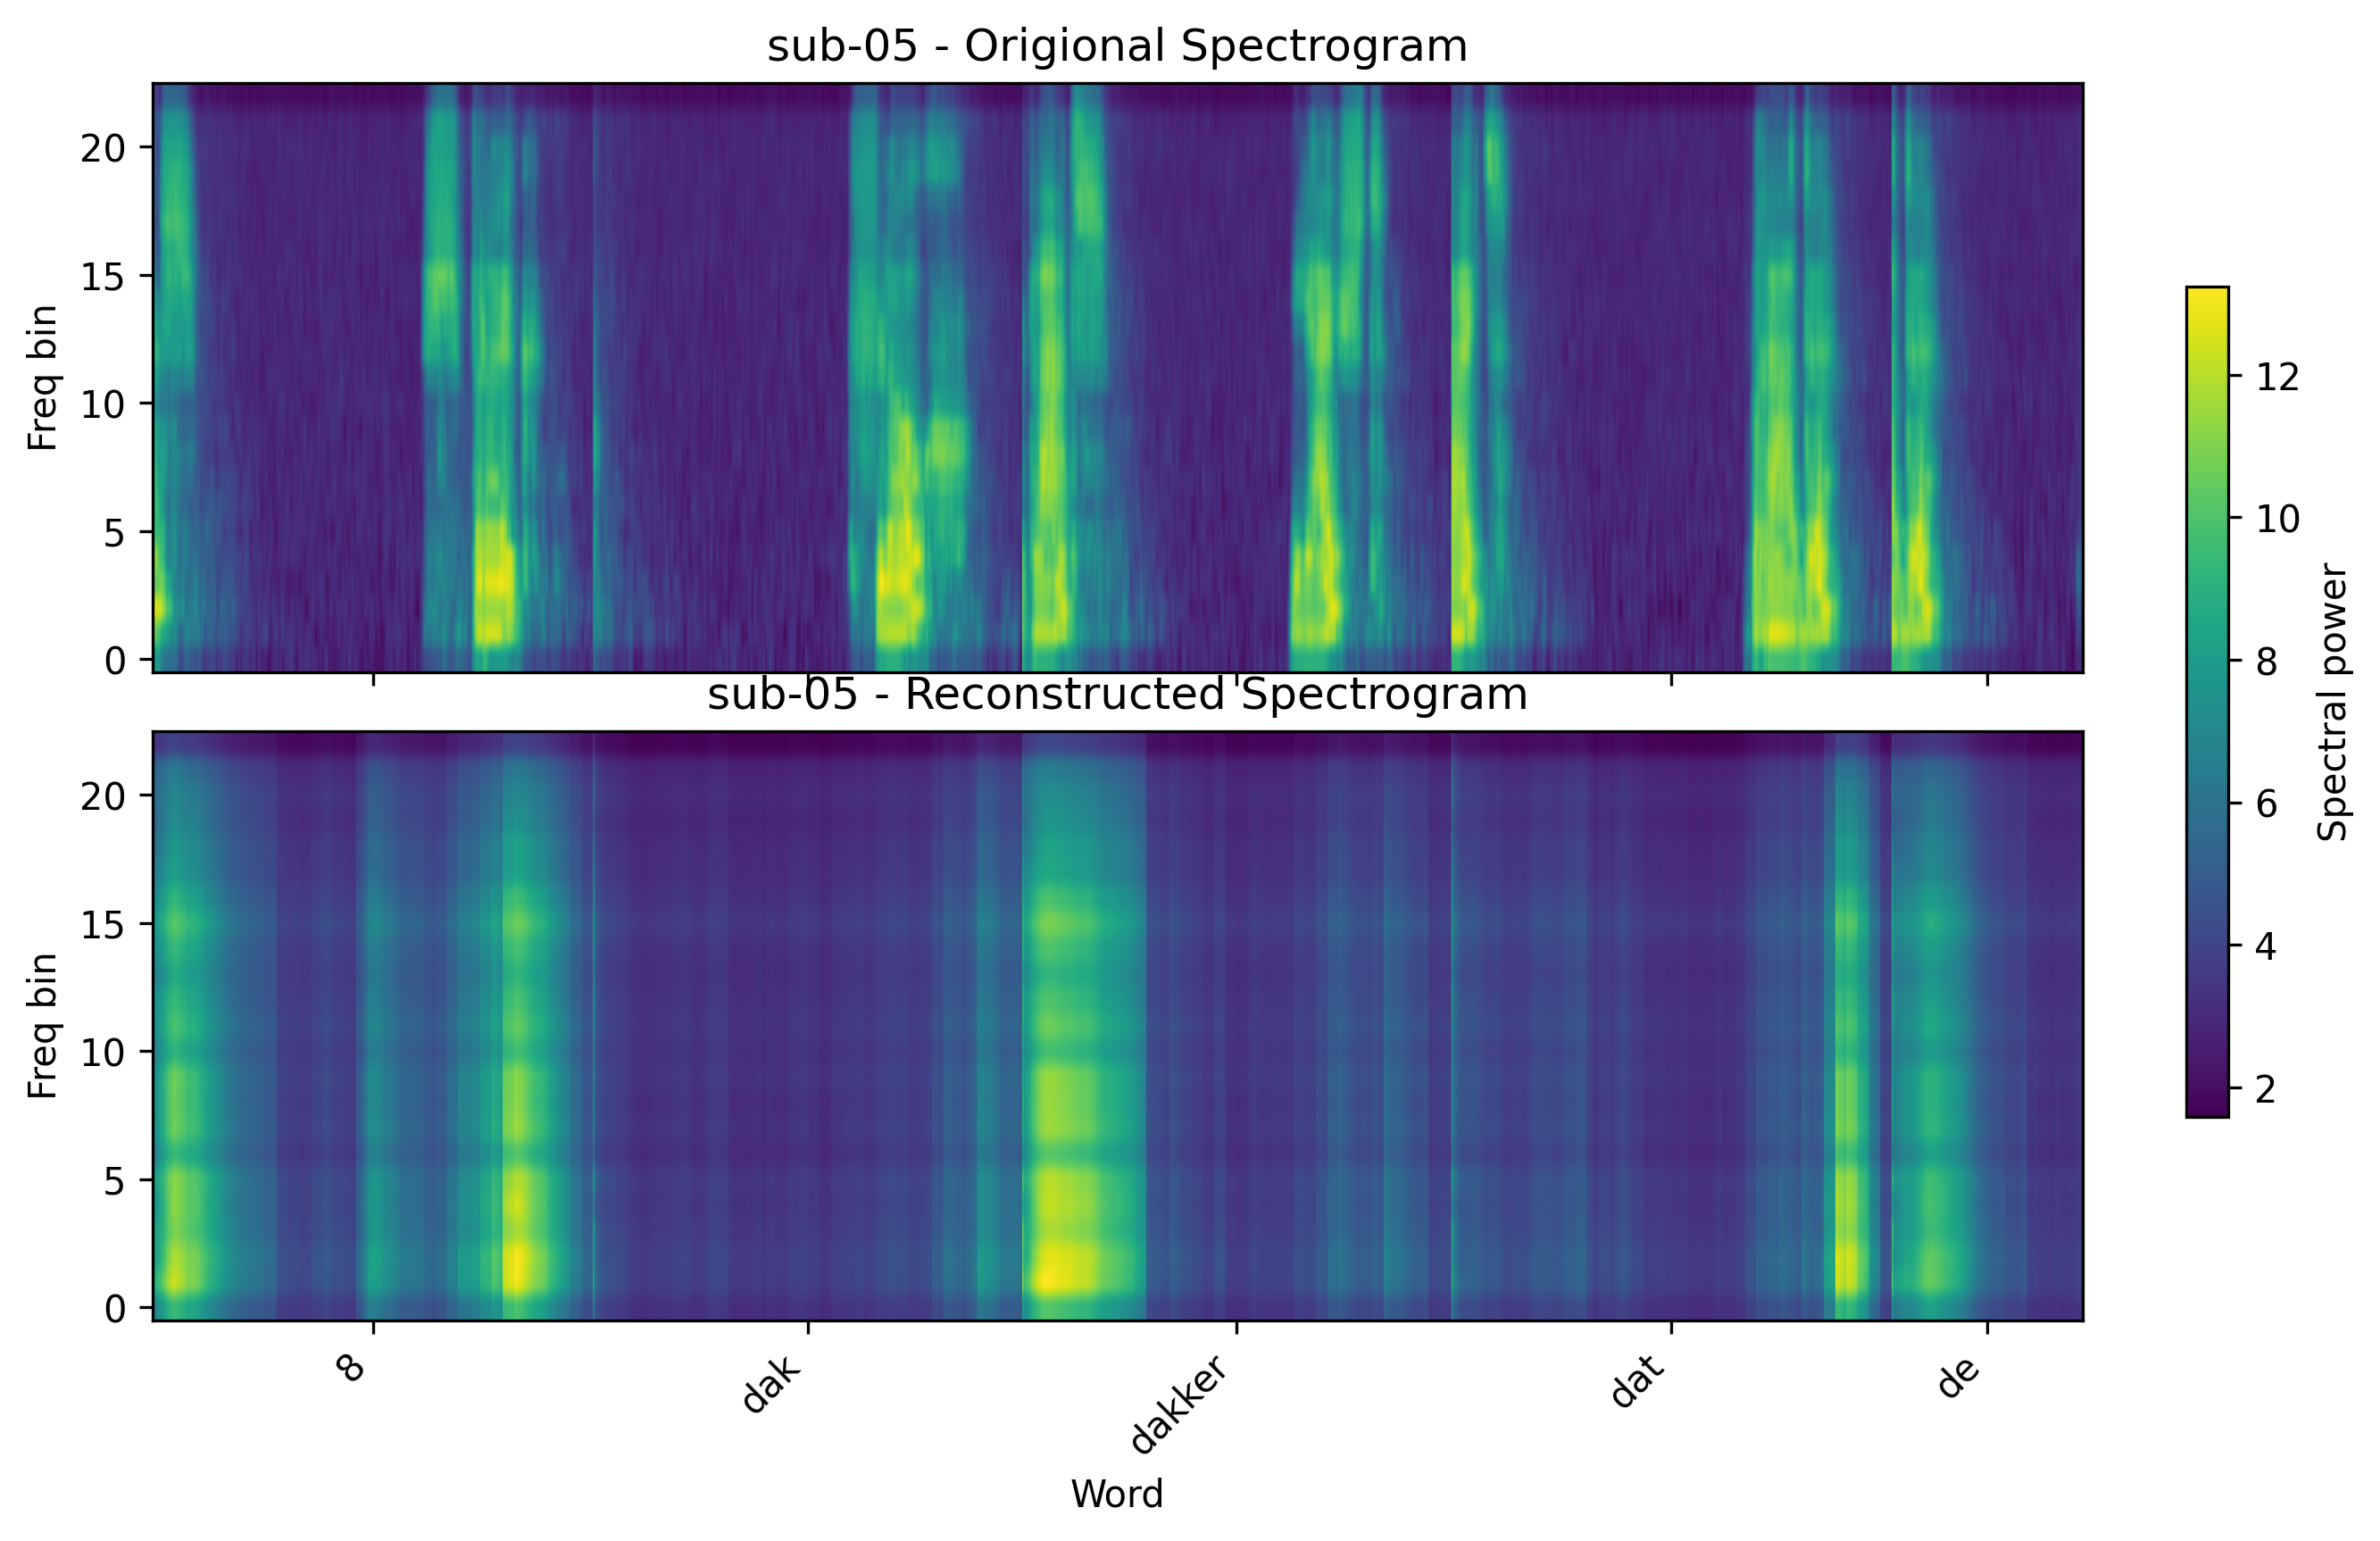 sub-05 - Origional Spectrogram
Freq bin
20
15
10
5
0
sub-05 - Reconstructed Spectrogram
Freq bin
20
15
10
5
0
8
dak
dakker
dat
de
Word
12
10
8
6
4
2
Spectral power